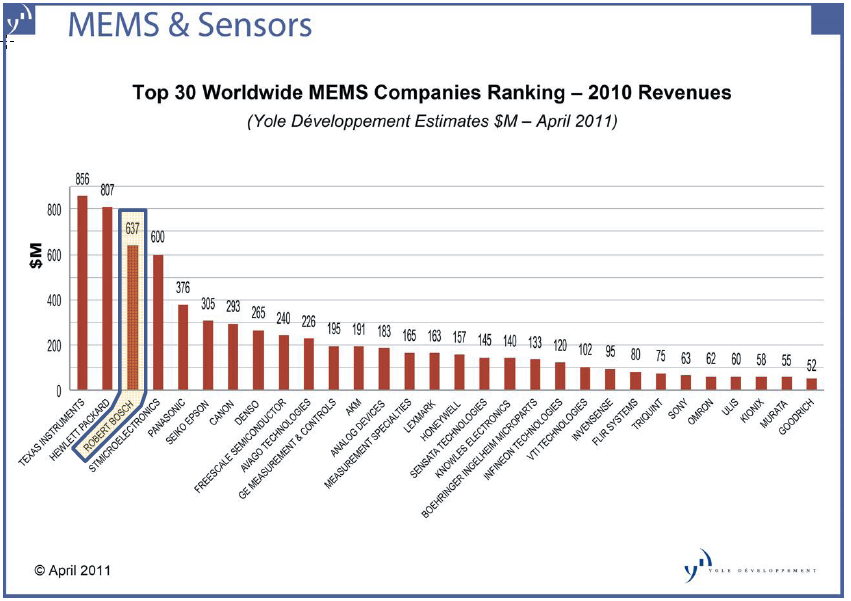 MEMS & Sensors
Top 30 Worldwide MEMS Companies Ranking – 2010 Revenues
(Yole Développement Estimates $M – April 2011)
$M
800
600
400
200
0
856
807
637
600
376
305
293
265
240
226
195
191
183
165
163
157
145
140
133
120
102
95
80
75
63
62
60
58
55
52
TEXAS INSTRUMENTS
HEWLETT PACKARD
ROBERT BOSCH
STMICROELECTRONICS
PANASONIC
SEIKO EPSON
CANON
DENSO
FREESCALE SEMICONDUCTOR
AVAGO TECHNOLOGIES
GE MEASUREMENT & CONTROLS
AKM
ANALOG DEVICES
MEASUREMENT SPECIALTIES
LEXMARK
HONEYWELL
SENSATA TECHNOLOGIES
KNOWLES ELECTRONICS
BOEHRINGER INGELHEIM MICROPARTS
INFINEON TECHNOLOGIES
VTI TECHNOLOGIES
INVENSENSE
FLIR SYSTEMS
TRIQUINT
SONY
OMRON
ULIS
KIONIX
MURATA
GOODRICH
© April 2011
YOLE DÉVELOPPEMENT